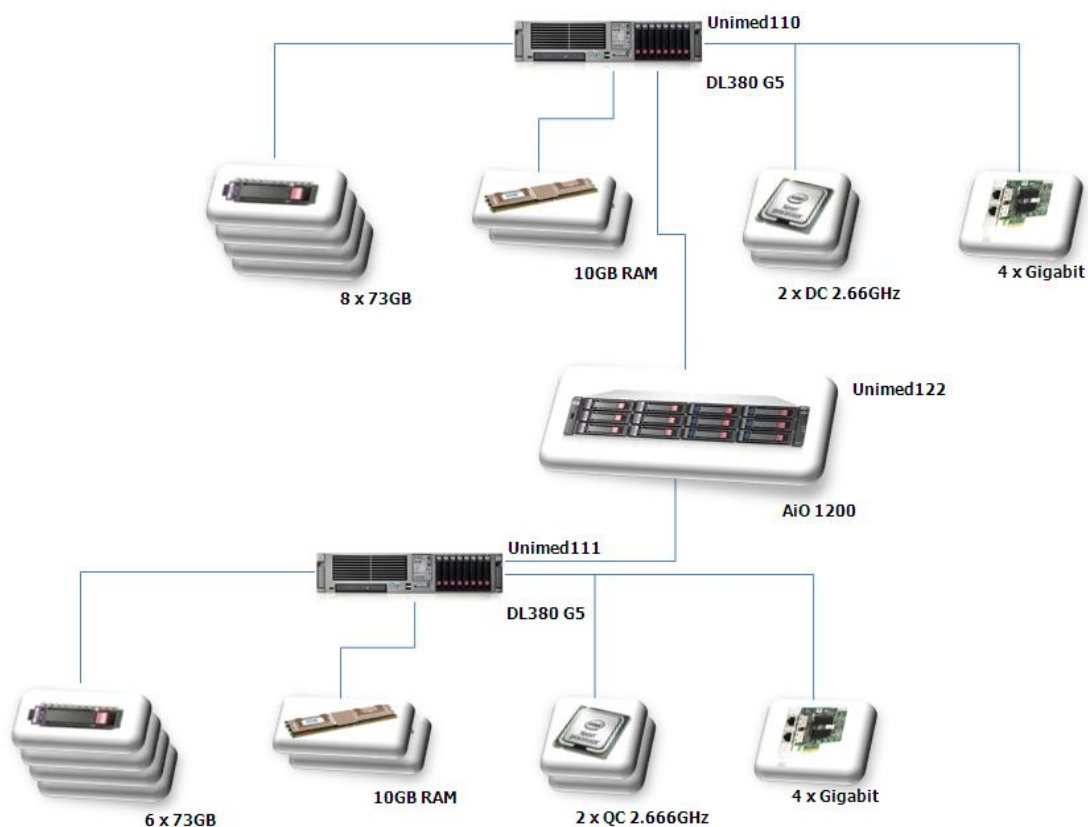 Unimed110
DL380 G5
8 x 73GB
10GB RAM
2 x DC 2.66GHz
4 x Gigabit
Unimed122
AiO 1200
Unimed111
DL380 G5
6 x 73GB
10GB RAM
2 x QC 2.666GHz
4 x Gigabit